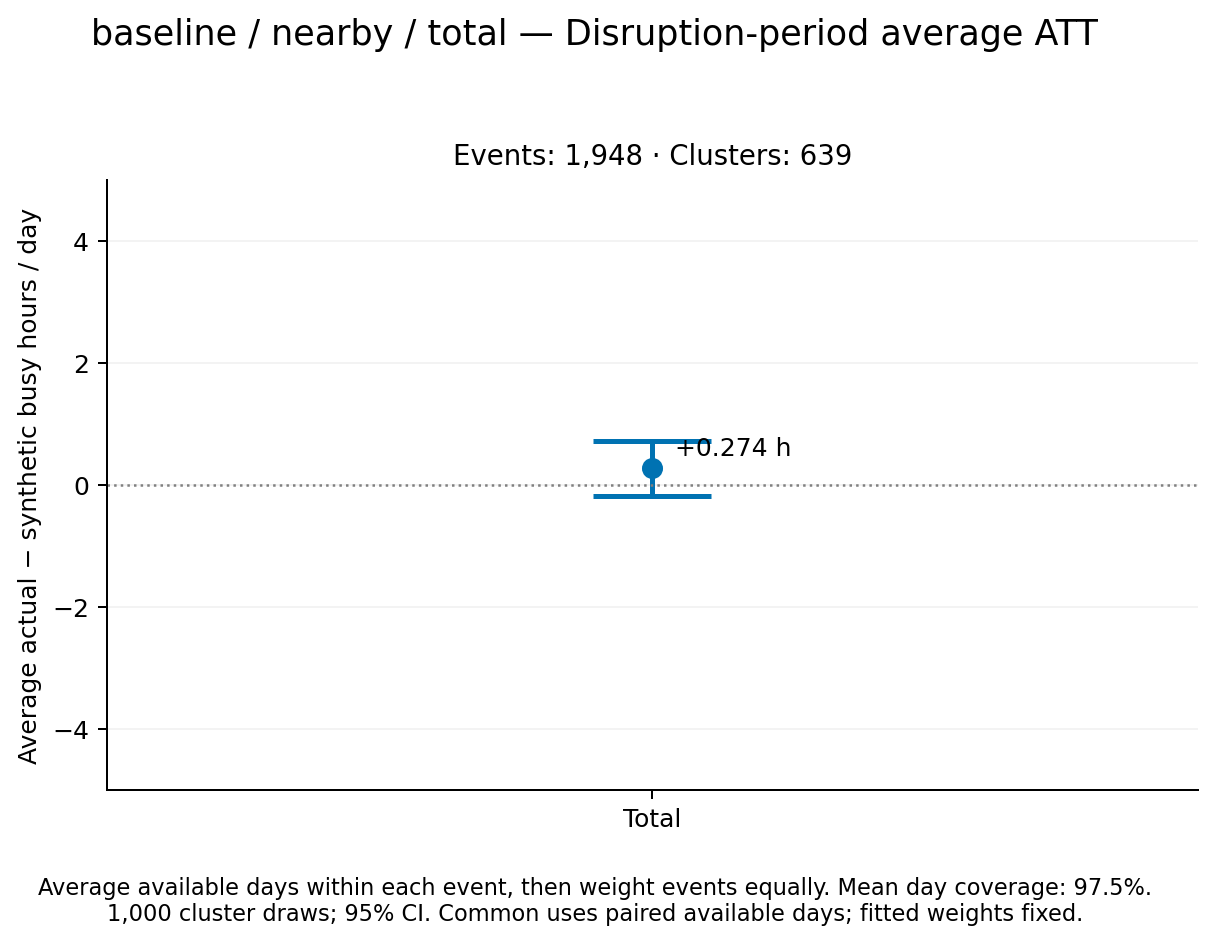 baseline / nearby / total — Disruption-period average ATT
Events: 1,948 · Clusters: 639
Average actual − synthetic busy hours / day
4
2
0
−2
−4
+0.274 h
Total
Average available days within each event, then weight events equally. Mean day coverage: 97.5%.
1,000 cluster draws; 95% CI. Common uses paired available days; fitted weights fixed.